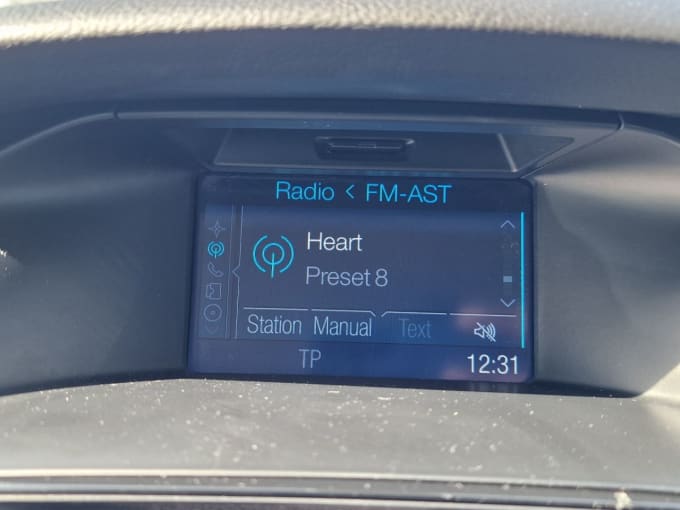 Radio < FM-AST
Heart
Preset 8
Station Manual Text
TP 12:31